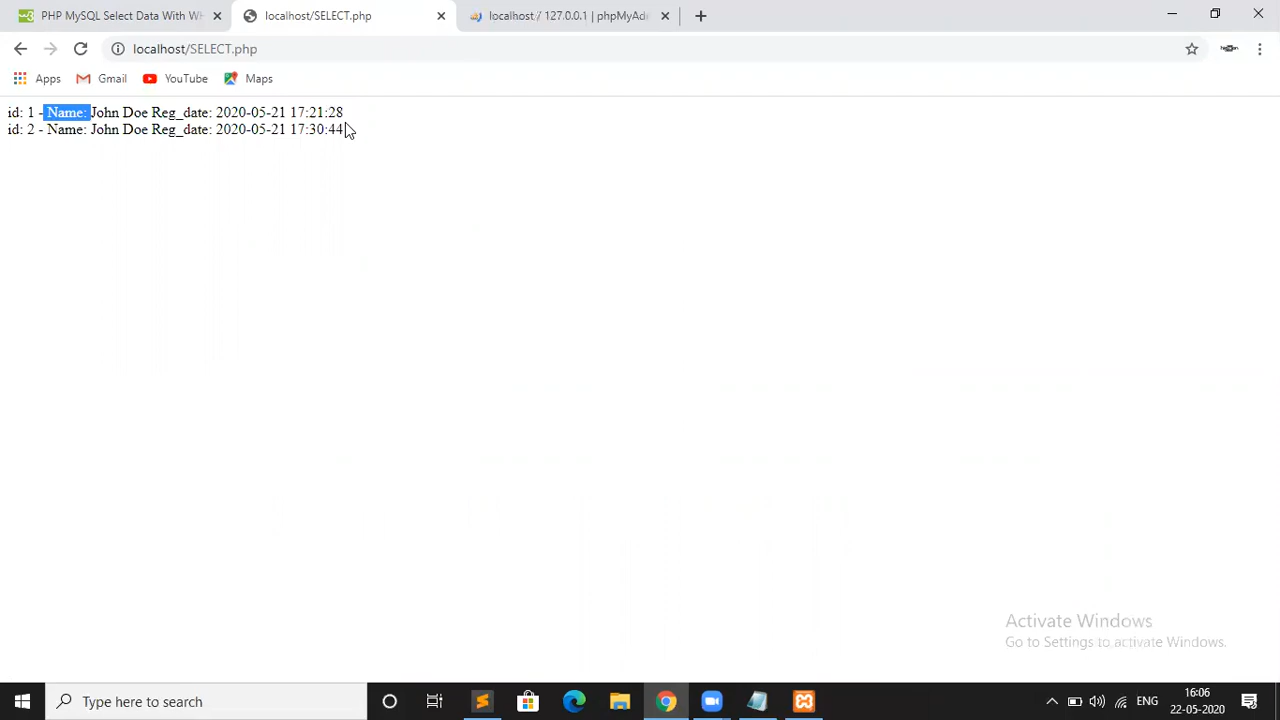 PHP MySQL Select Data With WH
localhost/SELECT.php
localhost / 127.0.0.1 | phpMyAdm
localhost/SELECT.php
Apps
Gmail
YouTube
Maps
id: 1 - Name: John Doe Reg_date: 2020-05-21 17:21:28
id: 2 - Name: John Doe Reg_date: 2020-05-21 17:30:44
Activate Windows
Go to Settings to activate Windows.
Type here to search
ENG
16:06
22-05-2020